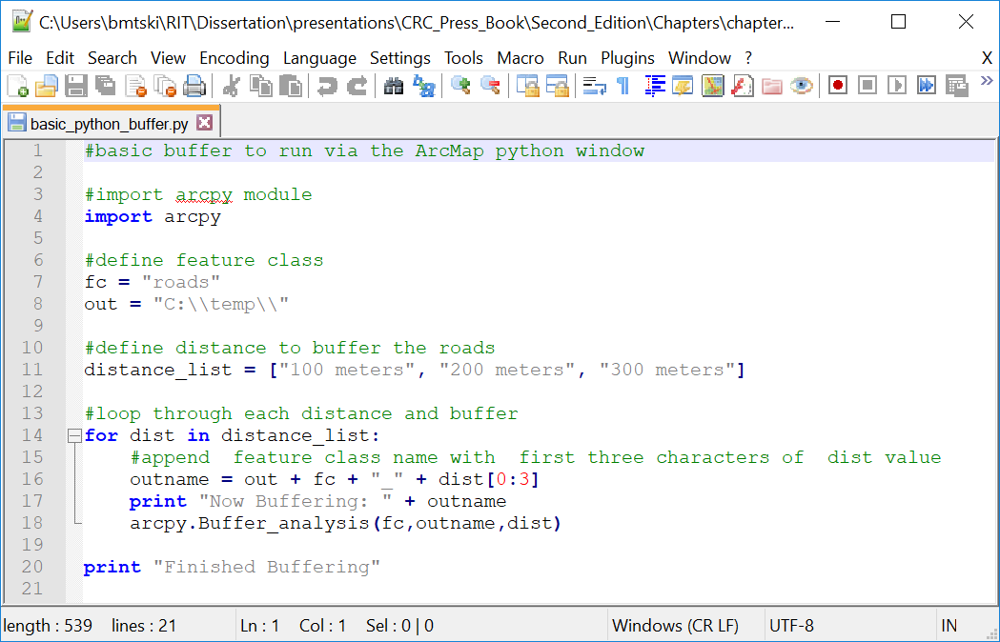 C:\Users\bmtski\RIT\Dissertation\presentations\CRC_Press_Book\Second_Edition\Chapters\chapter...
File Edit Search View Encoding Language Settings Tools Macro Run Plugins Window ? X
basic_python_buffer.py
1 #basic buffer to run via the ArcMap python window
2
3 #import arcpy module
4 import arcpy
5
6 #define feature class
7 fc = "roads"
8 out = "C:\\temp\\"
9
10 #define distance to buffer the roads
11 distance_list = ["100 meters", "200 meters", "300 meters"]
12
13 #loop through each distance and buffer
14 for dist in distance_list:
15     #append  feature class name with  first three characters of  dist value
16     outname = out + fc + "_" + dist[0:3]
17     print "Now Buffering: " + outname
18     arcpy.Buffer_analysis(fc,outname,dist)
19
20 print "Finished Buffering"
21
length : 539 lines : 21 Ln : 1 Col : 1 Sel : 0 | 0 Windows (CR LF) UTF-8 IN